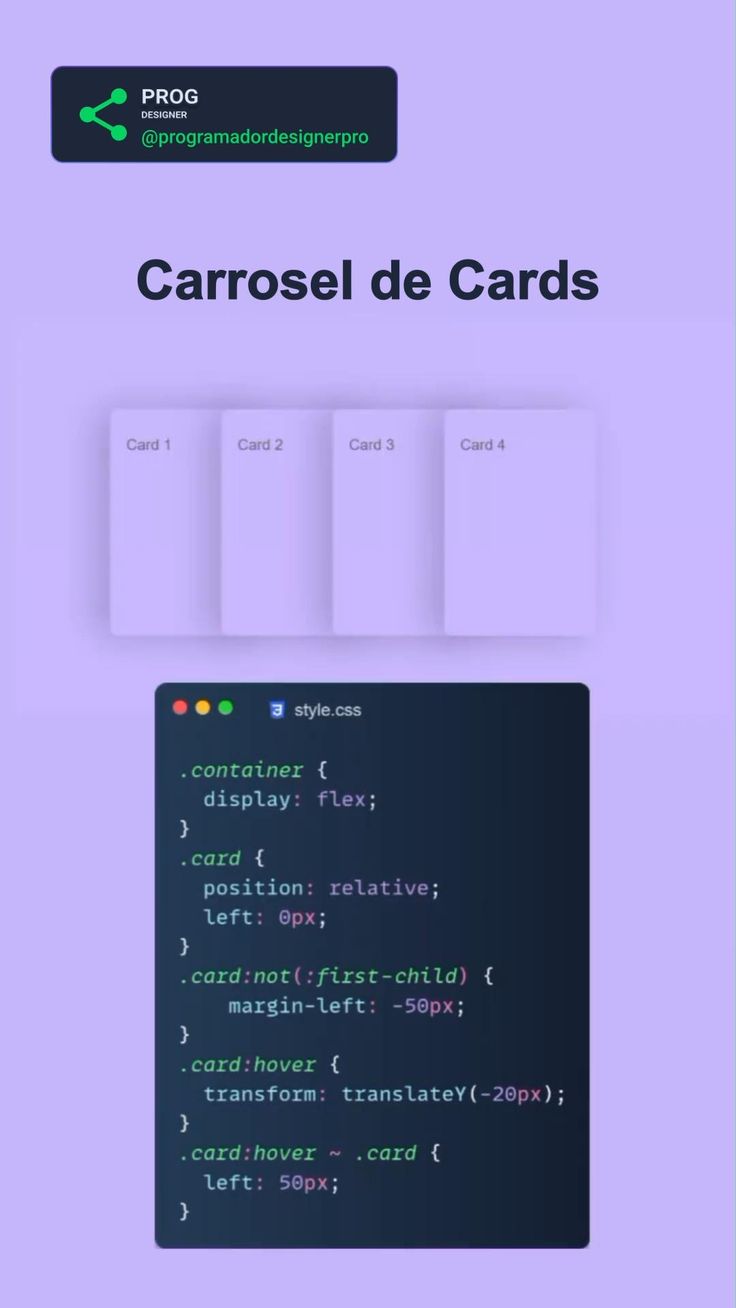 PROG
DESIGNER
@programadordesignerpro
Carrosel de Cards
Card 1
Card 2
Card 3
Card 4
style.css
.container {
  display: flex;
}
.card {
  position: relative;
  left: 0px;
}
.card:not(:first-child) {
    margin-left: -50px;
}
.card:hover {
  transform: translateY(-20px);
}
.card:hover ~ .card {
  left: 50px;
}